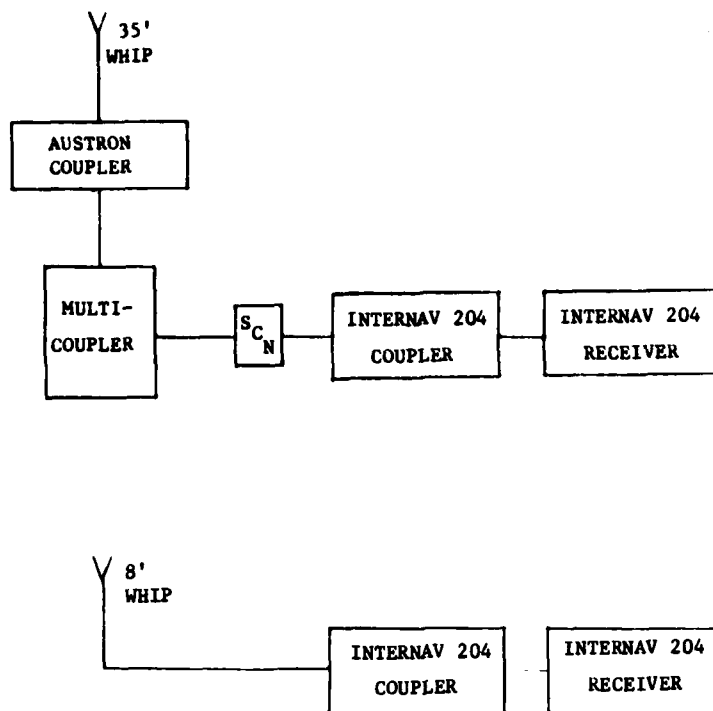 35'
WHIP
AUSTRON
COUPLER
MULTI-
COUPLER
SCN
INTERNAV 204
COUPLER
INTERNAV 204
RECEIVER
8'
WHIP
INTERNAV 204
COUPLER
INTERNAV 204
RECEIVER